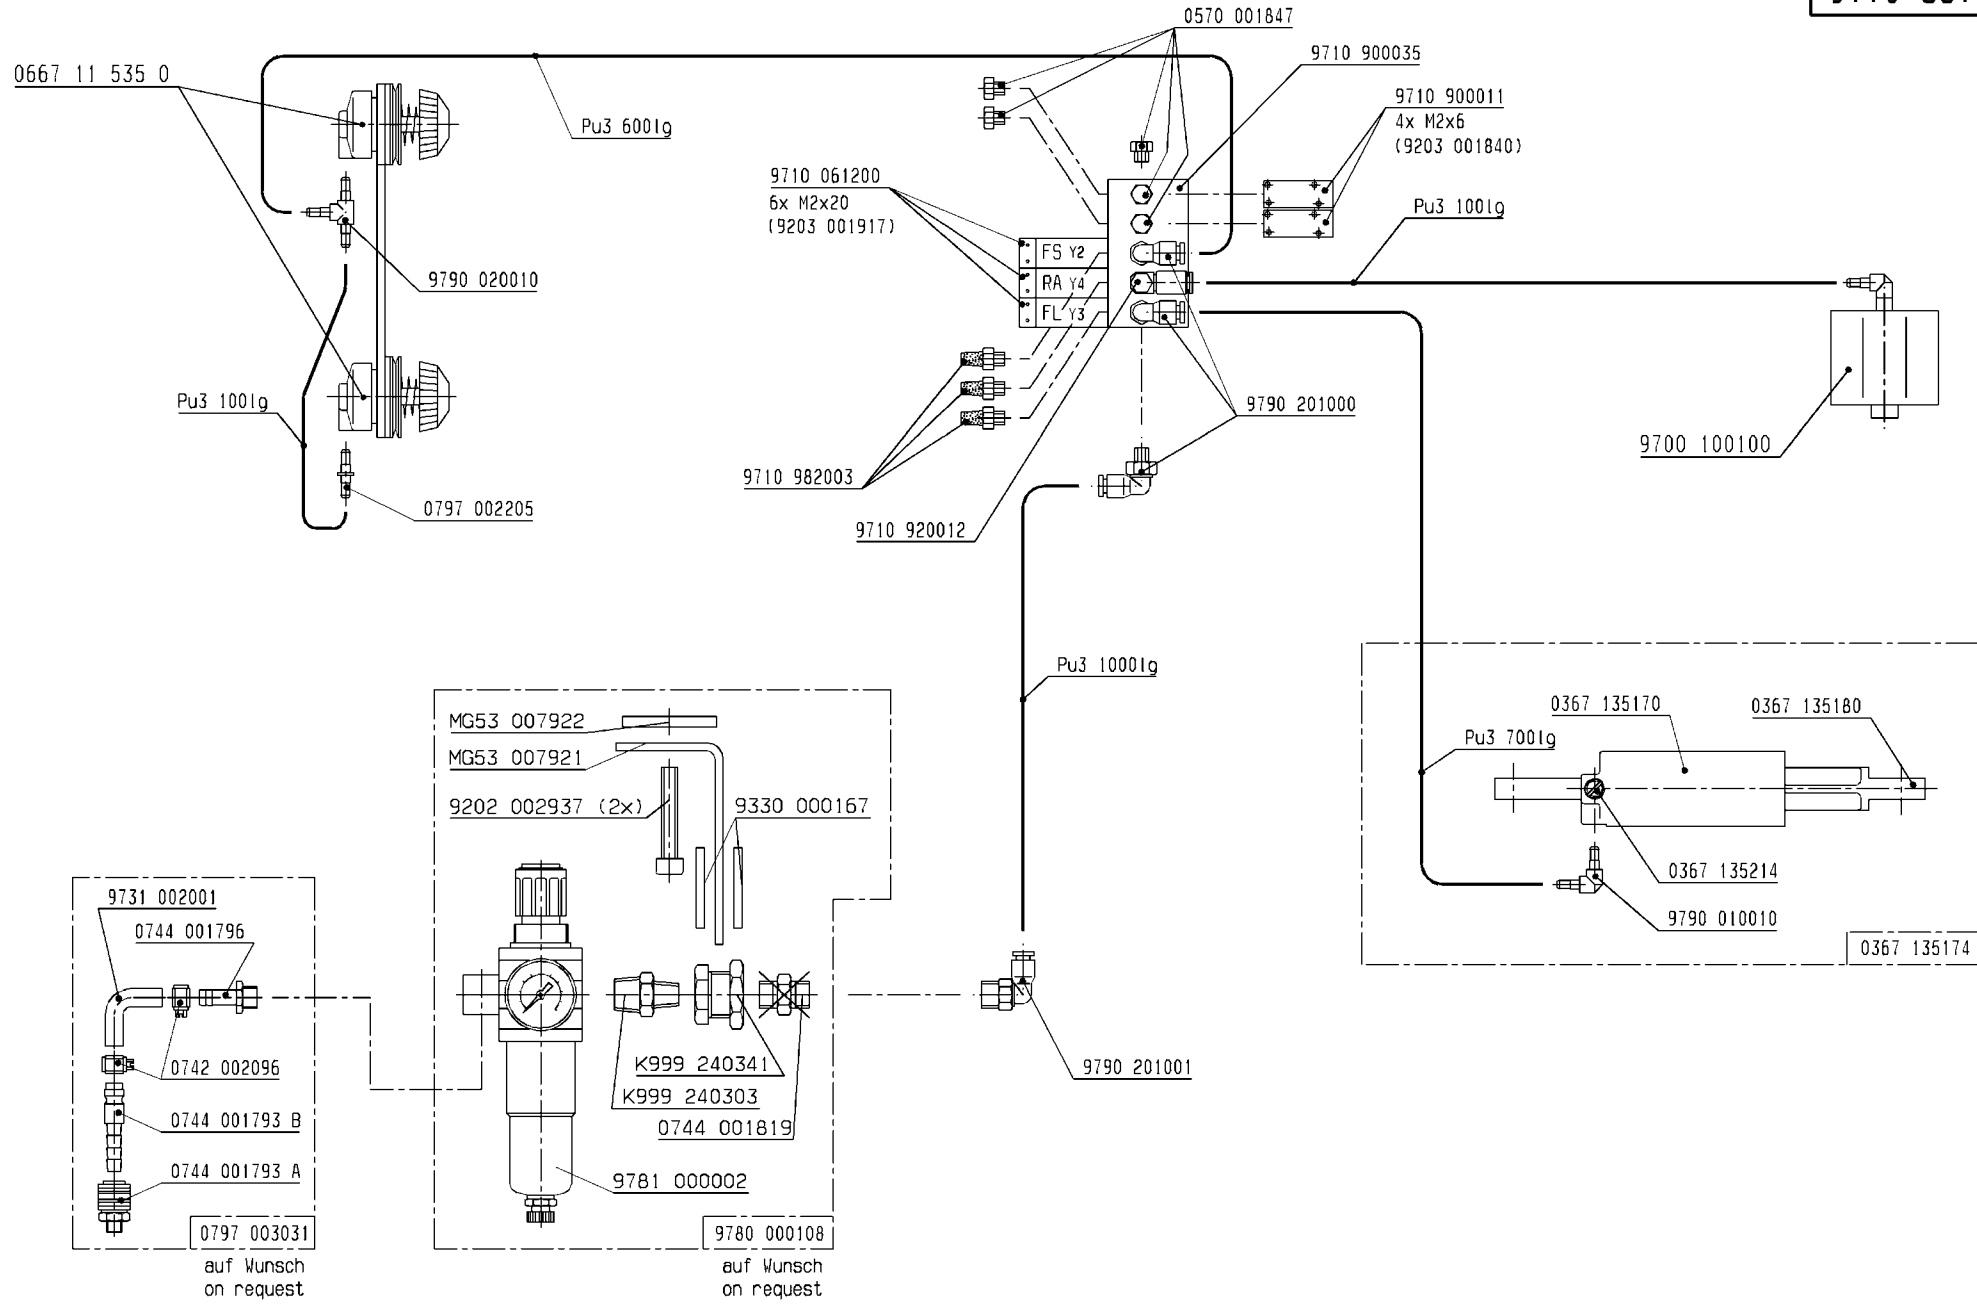 0570 001847
9710 900035
0667 11 535 0
9710 900011
4x M2x6
(9203 001840)
Pu3 600lg
9710 061200
6x M2x20
(9203 001917)
Pu3 100lg
FS Y2
RA Y4
FL Y3
9790 020010
Pu3 100lg
9790 201000
9700 100100
9710 982003
0797 002205
9710 920012
Pu3 1000lg
0367 135170
0367 135180
MG53 007922
Pu3 700lg
MG53 007921
9202 002937 (2x)
9330 000167
0367 135214
9731 002001
9790 010010
0744 001796
0367 135174
K999 240341
9790 201001
0742 002096
K999 240303
0744 001793 B
0744 001819
0744 001793 A
9781 000002
0797 003031
9780 000108
auf Wunsch
on request
auf Wunsch
on request